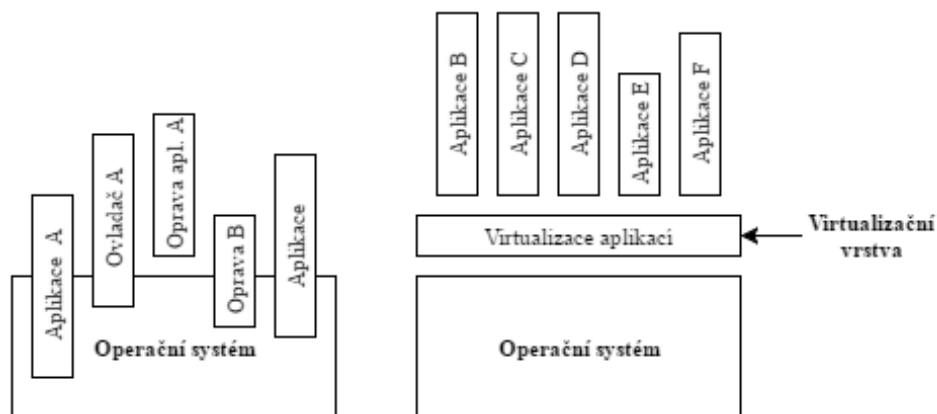 Aplikace A
Ovladač A
Oprava apl. A
Oprava B
Aplikace
Operační systém
Aplikace B
Aplikace C
Aplikace D
Aplikace E
Aplikace F
Virtualizace aplikací
Virtualizační
vrstva
Operační systém